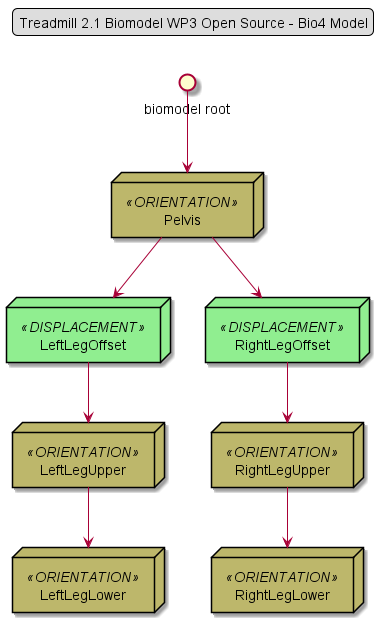 Treadmill 2.1 Biomodel WP3 Open Source - Bio4 Model
biomodel root
«ORIENTATION»
Pelvis
«DISPLACEMENT»
LeftLegOffset
«DISPLACEMENT»
RightLegOffset
«ORIENTATION»
LeftLegUpper
«ORIENTATION»
RightLegUpper
«ORIENTATION»
LeftLegLower
«ORIENTATION»
RightLegLower